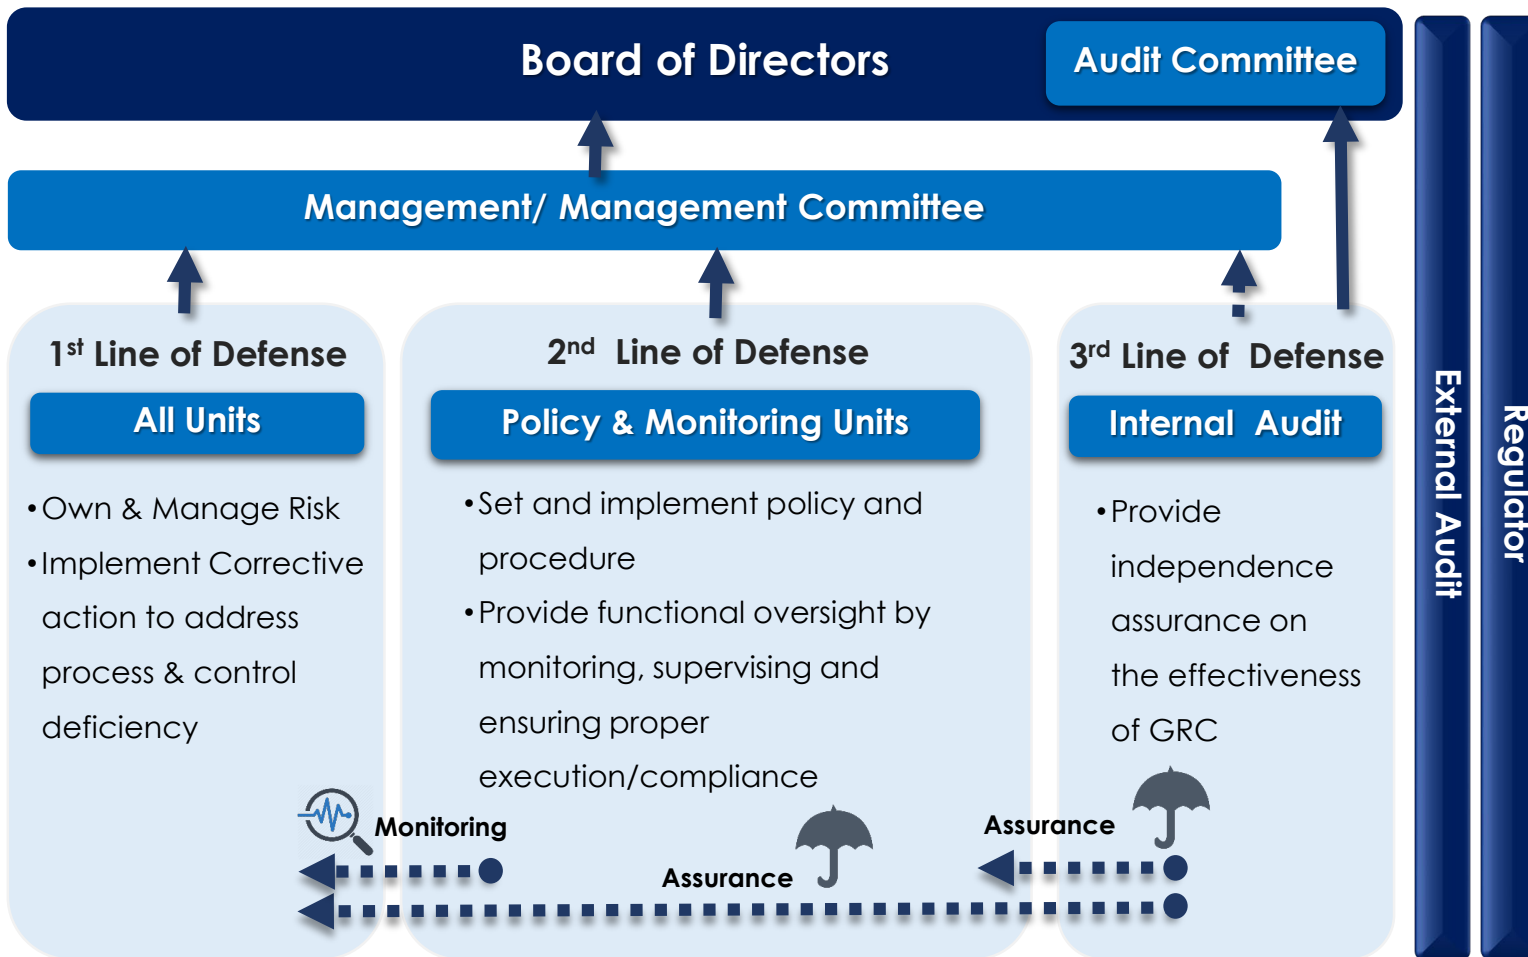 Board of Directors
Audit Committee
Management/ Management Committee
1st Line of Defense
All Units
•Own & Manage Risk
•Implement Corrective
action to address
process & control
deficiency
2nd Line of Defense
Policy & Monitoring Units
•Set and implement policy and
procedure
•Provide functional oversight by
monitoring, supervising and
ensuring proper
execution/compliance
3rd Line of Defense
Internal Audit
•Provide
independence
assurance on
the effectiveness
of GRC
Monitoring
Assurance
Assurance
External Audit
Regulator